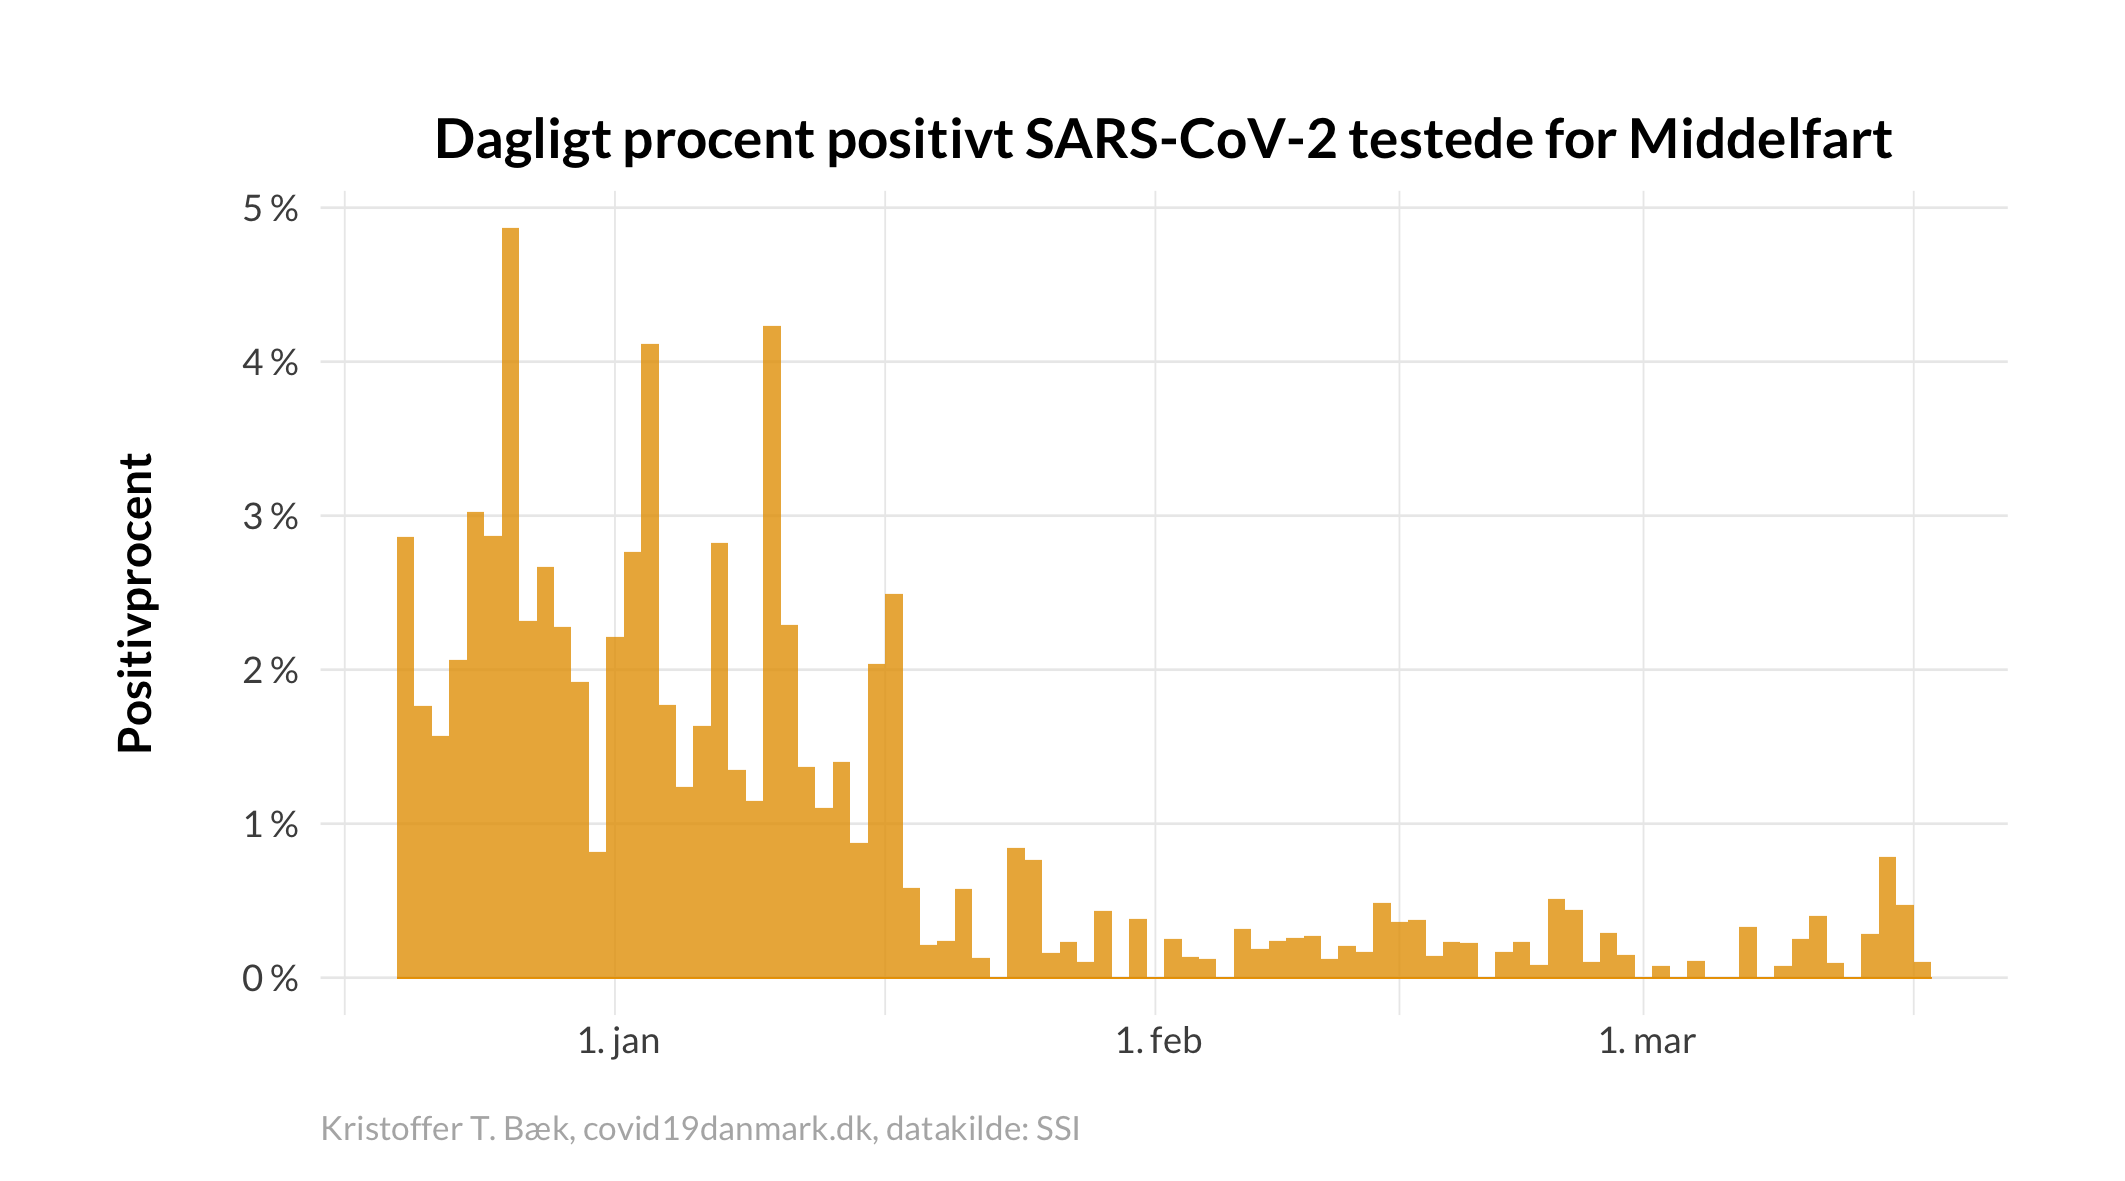 Dagligt procent positivt SARS-CoV-2 testede for Middelfart
Positivprocent
5 %
4 %
3 %
2 %
1 %
0 %
1. jan
1. feb
1. mar
Kristoffer T. Bæk, covid19danmark.dk, datakilde: SSI